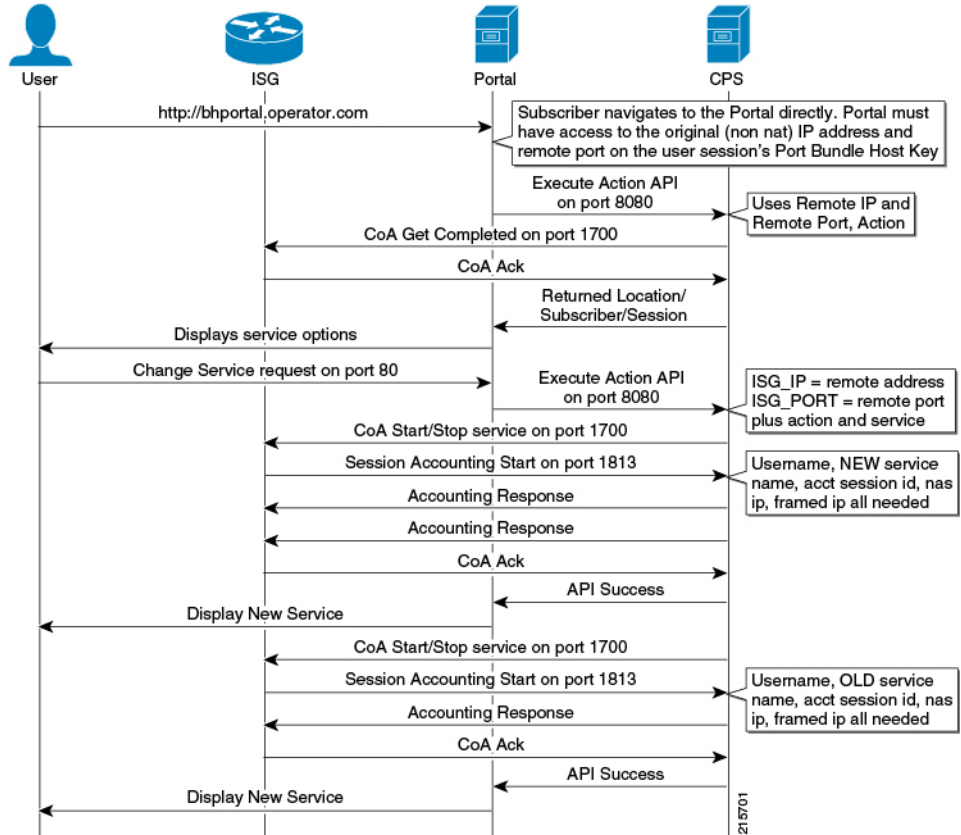 User
ISG
Portal
CPS
http://bhportal.operator.com
Subscriber navigates to the Portal directly. Portal must
have access to the original (non nat) IP address and
remote port on the user session's Port Bundle Host Key
Execute Action API
on port 8080
Uses Remote IP and
Remote Port, Action
CoA Get Completed on port 1700
CoA Ack
Returned Location/
Subscriber/Session
Displays service options
Change Service request on port 80
Execute Action API
on port 8080
ISG_IP = remote address
ISG_PORT = remote port
plus action and service
CoA Start/Stop service on port 1700
Session Accounting Start on port 1813
Username, NEW service
name, acct session id, nas
ip, framed ip all needed
Accounting Response
Accounting Response
CoA Ack
API Success
Display New Service
CoA Start/Stop service on port 1700
Session Accounting Start on port 1813
Username, OLD service
name, acct session id, nas
ip, framed ip all needed
Accounting Response
CoA Ack
API Success
Display New Service
215701